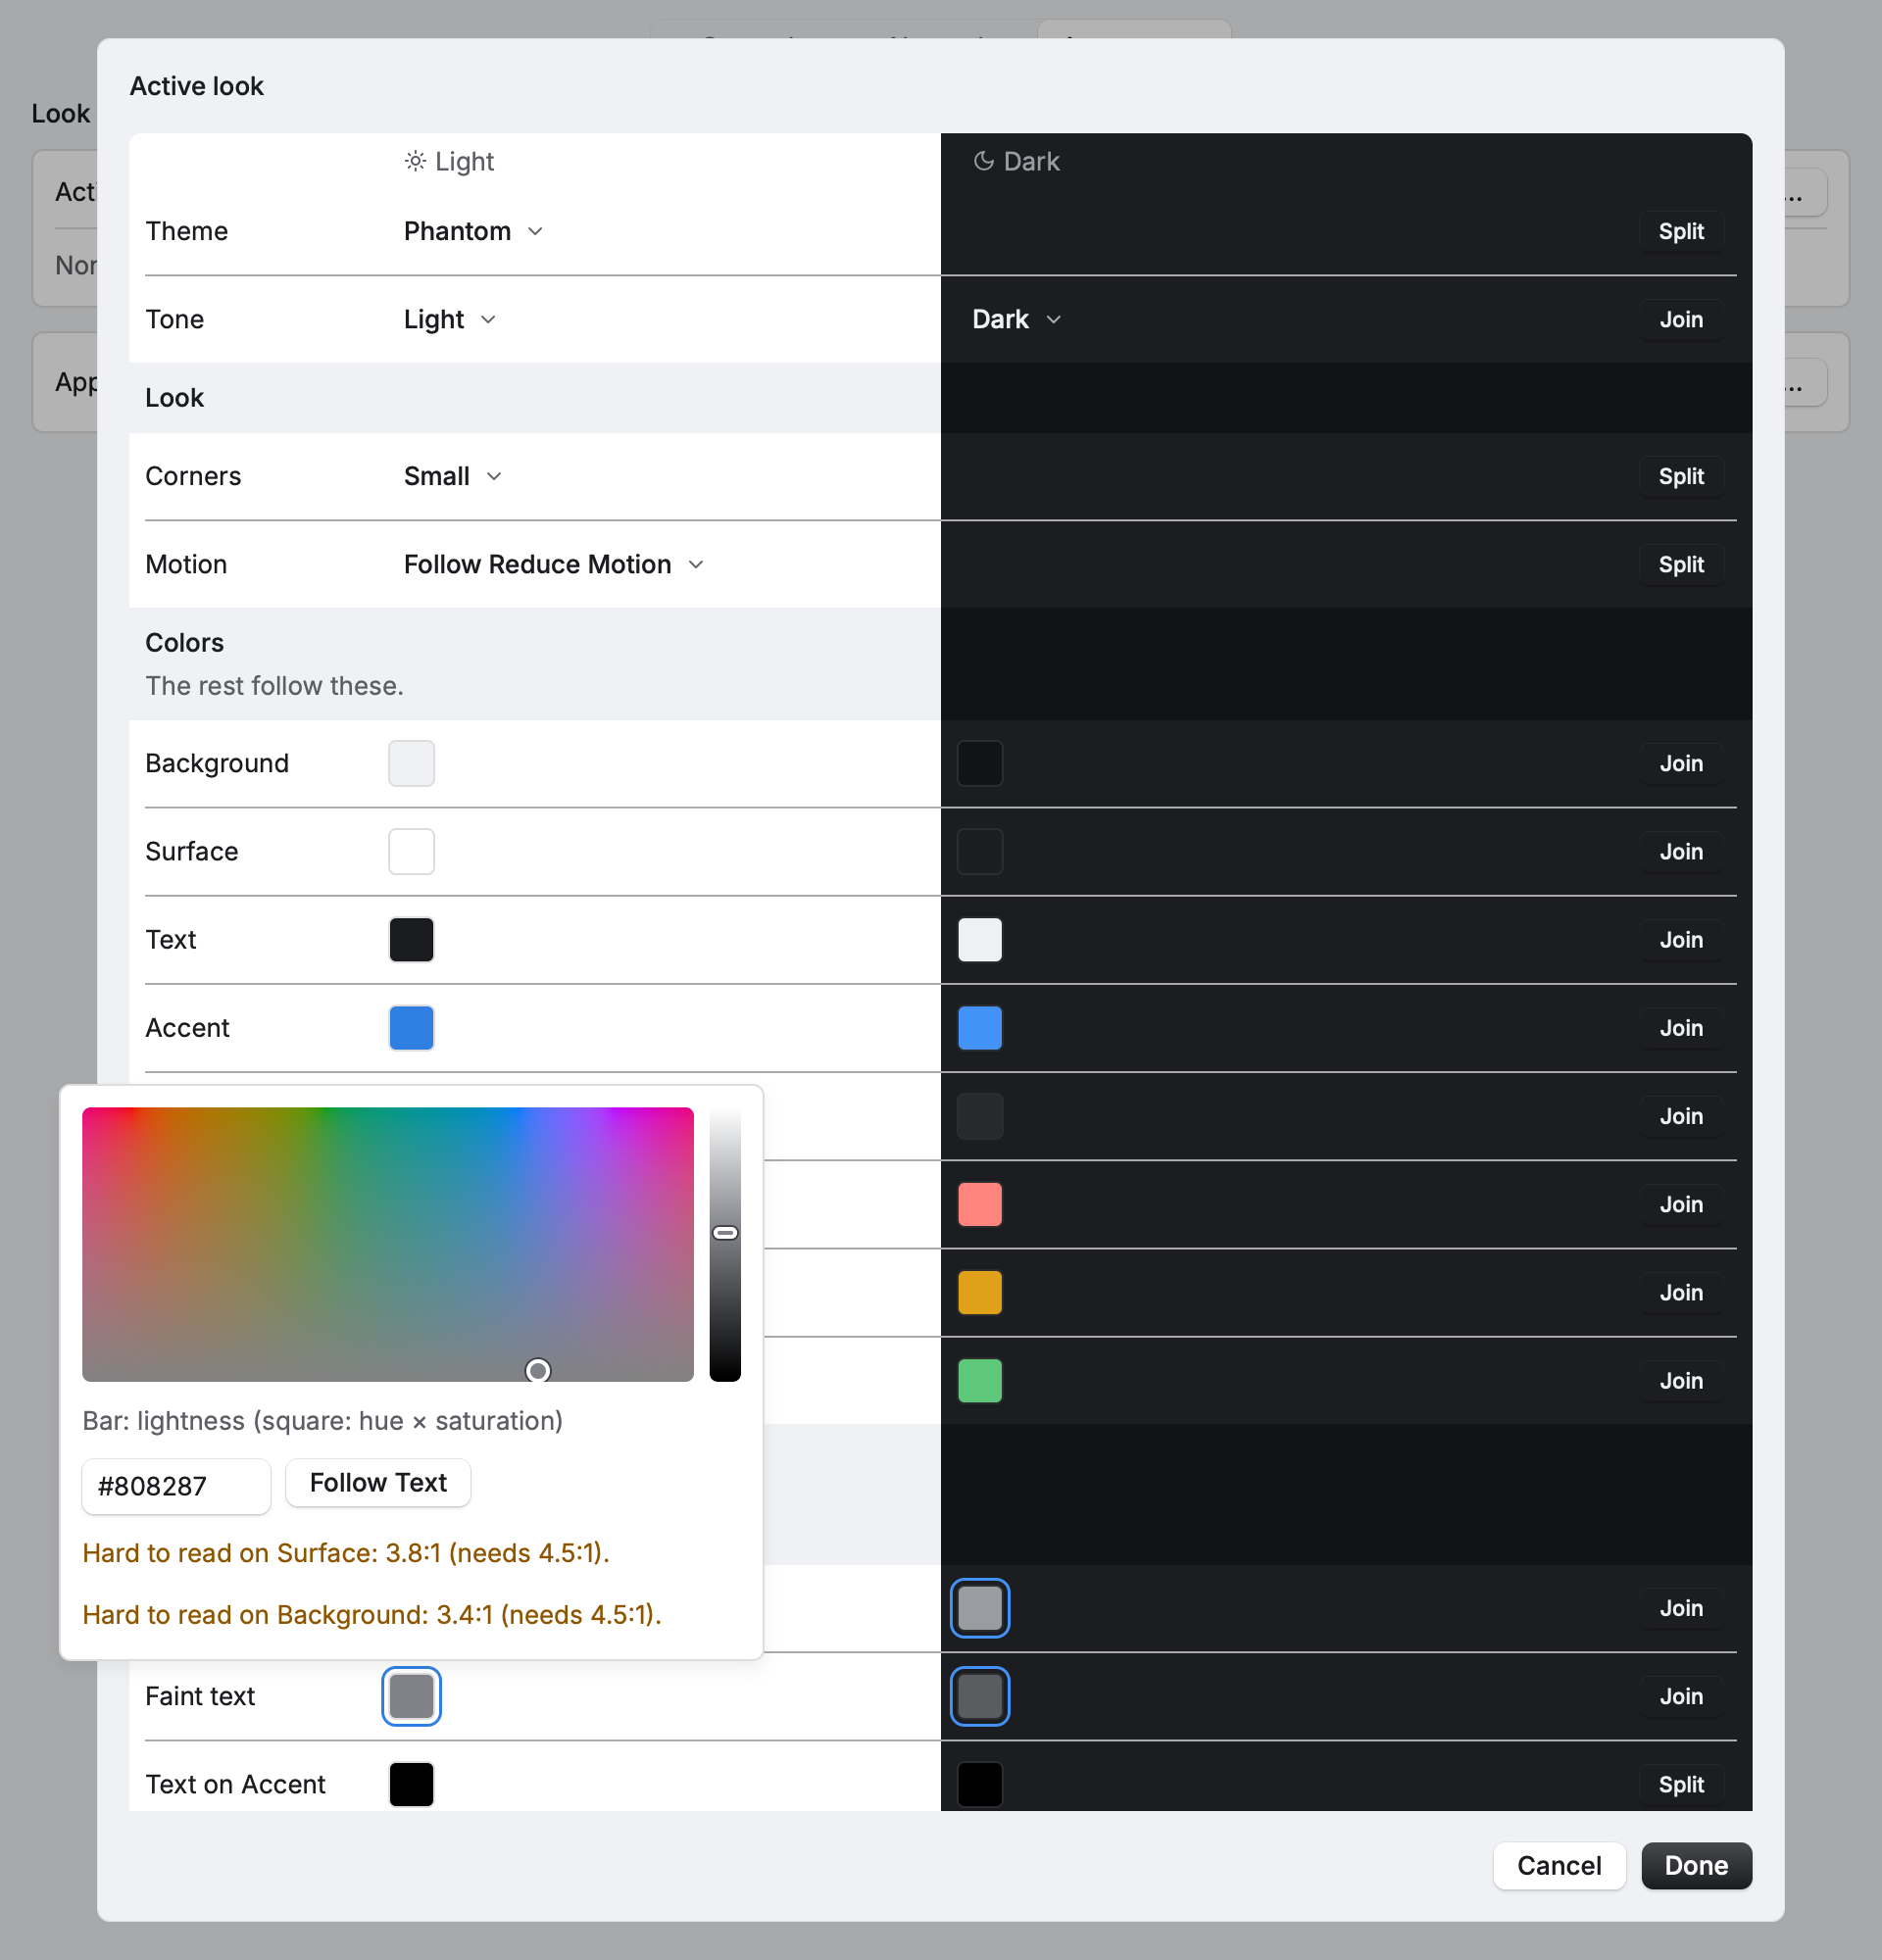 Active look
Look
Light
Dark
Theme
Phantom
Split
Tone
Light
Dark
Join
Look
Corners
Small
Split
Motion
Follow Reduce Motion
Split
Colors
The rest follow these.
Background
Join
Surface
Join
Text
Join
Accent
Join
Join
Join
Join
Join
Bar: lightness (square: hue × saturation)
#808287
Follow Text
Hard to read on Surface: 3.8:1 (needs 4.5:1).
Hard to read on Background: 3.4:1 (needs 4.5:1).
Join
Faint text
Join
Text on Accent
Split
Cancel
Done